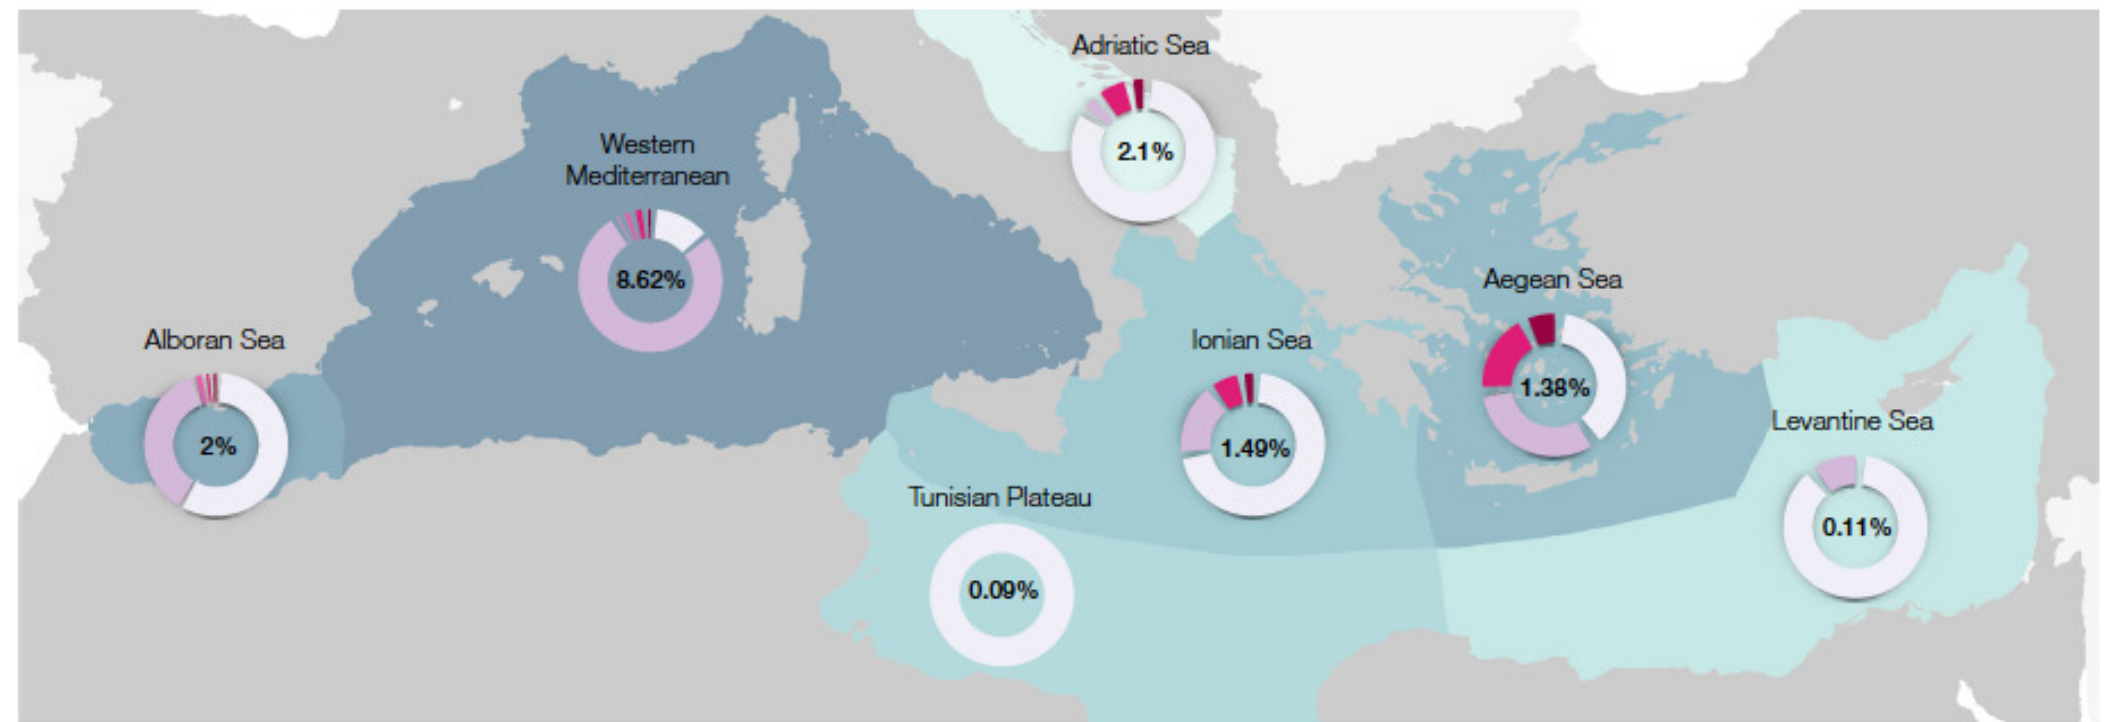 Adriatic Sea
2.1%
Western
Mediterranean
8.62%
Aegean Sea
1.38%
Alboran Sea
2%
Ionian Sea
1.49%
Levantine Sea
0.11%
Tunisian Plateau
0.09%